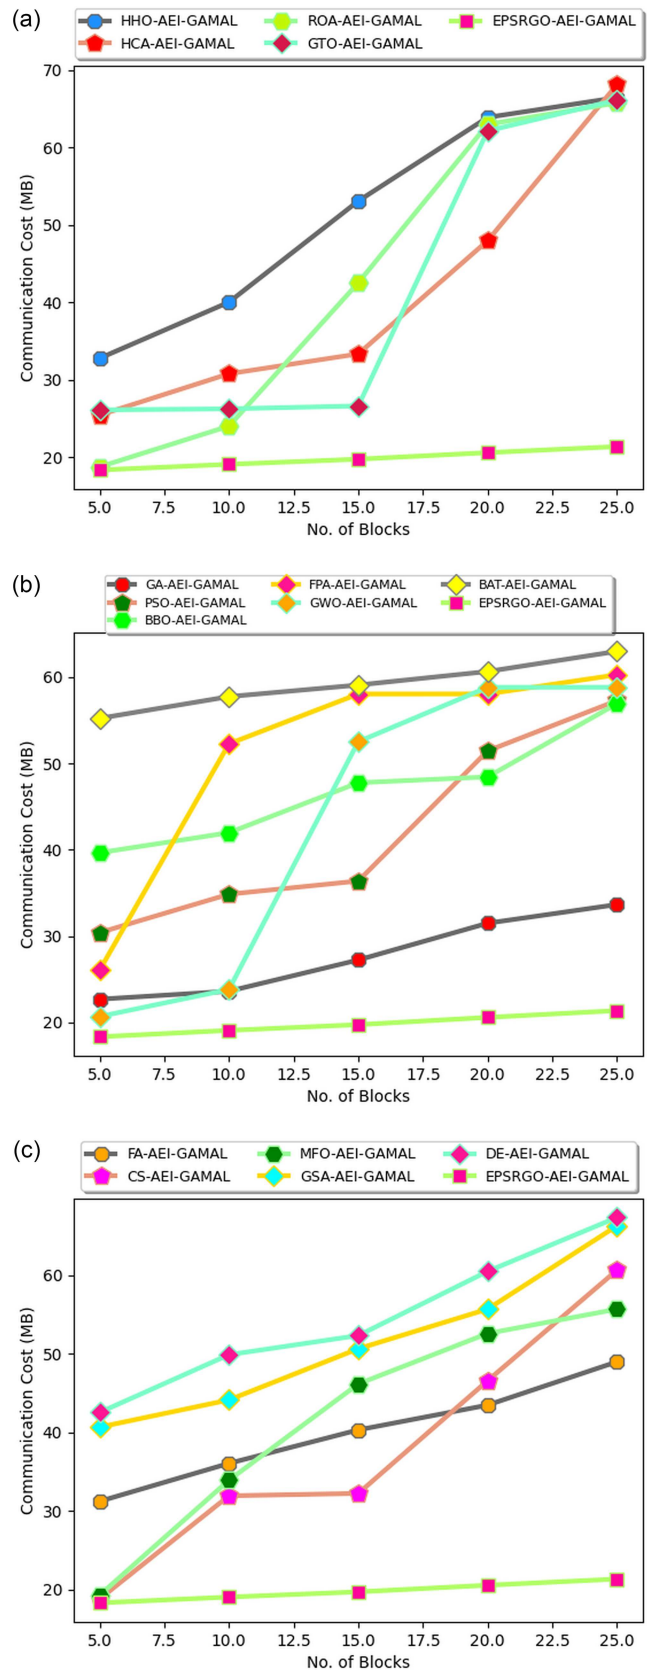 (a)
HHO-AEI-GAMAL ROA-AEI-GAMAL EPSRGO-AEI-GAMAL
HCA-AEI-GAMAL GTO-AEI-GAMAL
70
60
50
40
30
20
Communication Cost (MB)
5.0 7.5 10.0 12.5 15.0 17.5 20.0 22.5 25.0
No. of Blocks
(b)
GA-AEI-GAMAL FPA-AEI-GAMAL BAT-AEI-GAMAL
PSO-AEI-GAMAL GWO-AEI-GAMAL EPSRGO-AEI-GAMAL
BBO-AEI-GAMAL
60
50
40
30
20
Communication Cost (MB)
5.0 7.5 10.0 12.5 15.0 17.5 20.0 22.5 25.0
No. of Blocks
(c)
FA-AEI-GAMAL MFO-AEI-GAMAL DE-AEI-GAMAL
CS-AEI-GAMAL GSA-AEI-GAMAL EPSRGO-AEI-GAMAL
60
50
40
30
20
Communication Cost (MB)
5.0 7.5 10.0 12.5 15.0 17.5 20.0 22.5 25.0
No. of Blocks